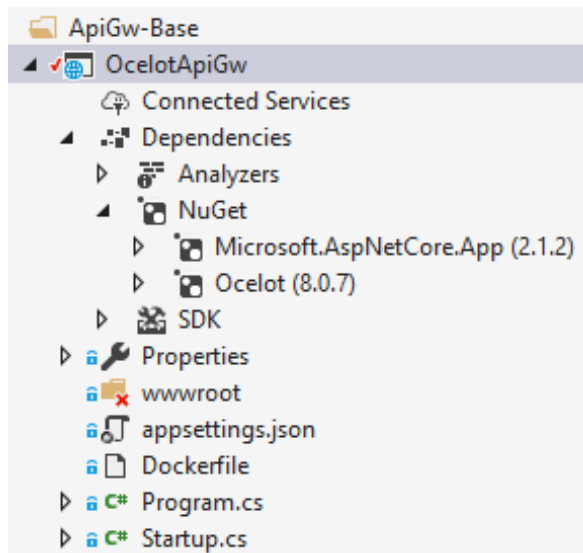 ApiGw-Base
OcelotApiGw
Connected Services
Dependencies
Analyzers
NuGet
Microsoft.AspNetCore.App (2.1.2)
Ocelot (8.0.7)
SDK
Properties
wwwroot
appsettings.json
Dockerfile
C# Program.cs
C# Startup.cs